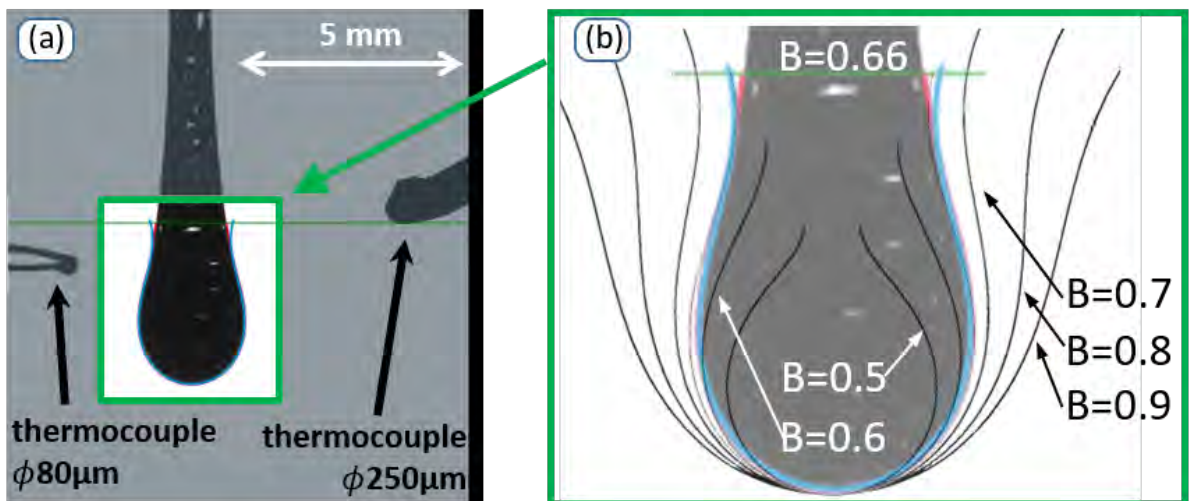 (a)
5 mm
thermocouple
ϕ80μm
thermocouple
ϕ250μm
(b)
B=0.66
B=0.7
B=0.8
B=0.9
B=0.5
B=0.6